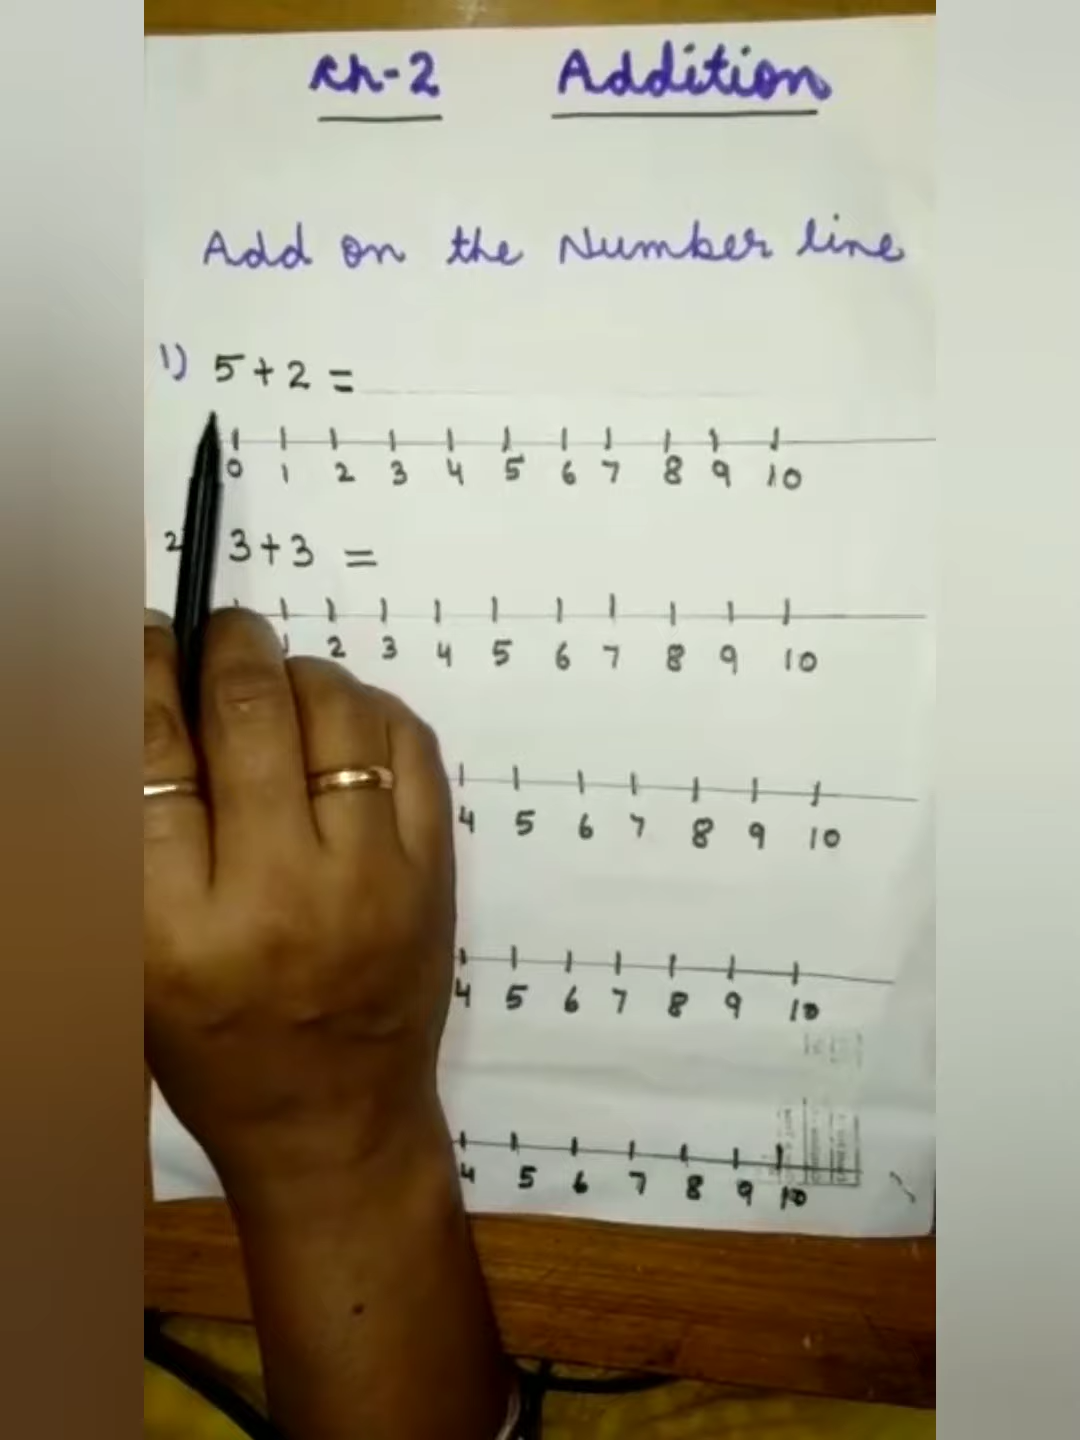 Ch-2 Addition
Add on the Number line
1) 5+2 =
0 1 2 3 4 5 6 7 8 9 10
2 3+3 =
1 2 3 4 5 6 7 8 9 10
4 5 6 7 8 9 10
4 5 6 7 8 9 10
4 5 6 7 8 9 10